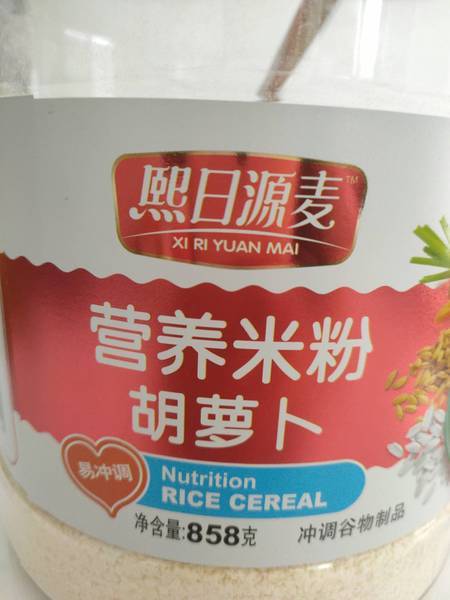 熙日源麦™
XI RI YUAN MAI
营养米粉
胡萝卜
易冲调
Nutrition
RICE CEREAL
净含量:858克
冲调谷物制品